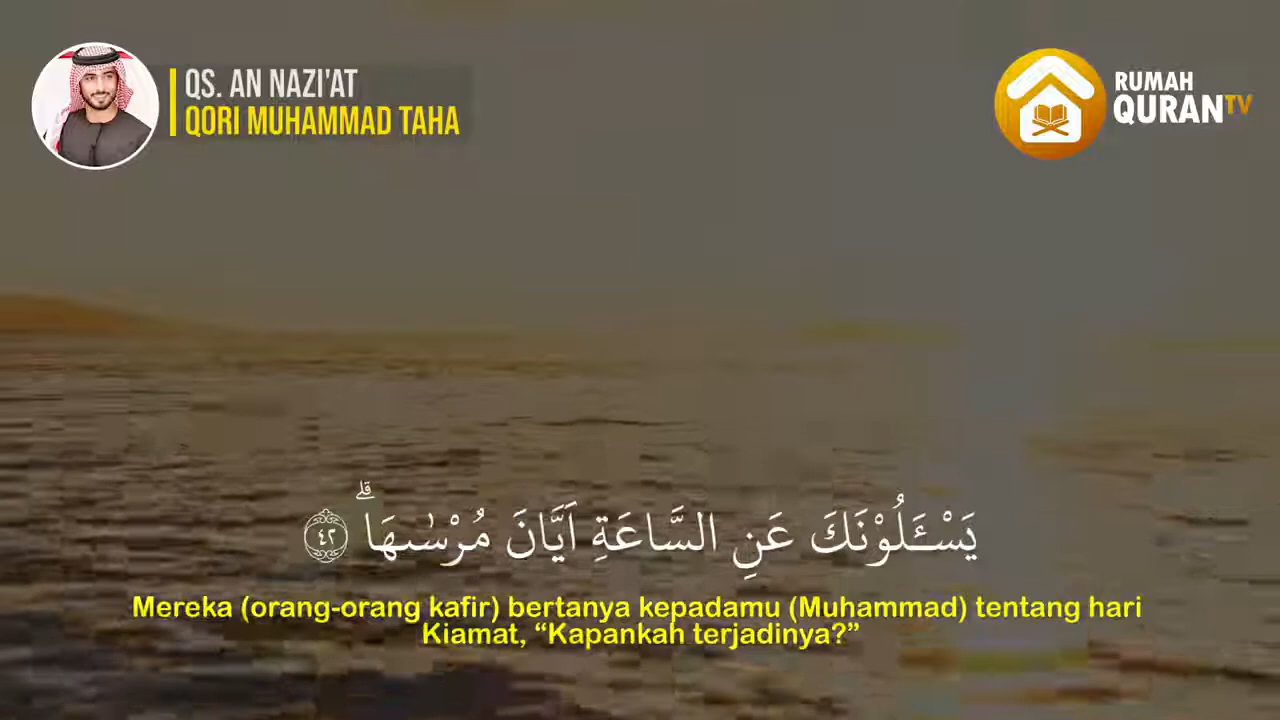 QS. AN NAZI'AT
QORI MUHAMMAD TAHA
RUMAH
QURANTV
يَسْـَٔلُوْنَكَ عَنِ السَّاعَةِ اَيَّانَ مُرْسٰىهَاۗ ٤٢
Mereka (orang-orang kafir) bertanya kepadamu (Muhammad) tentang hari
Kiamat, “Kapankah terjadinya?”